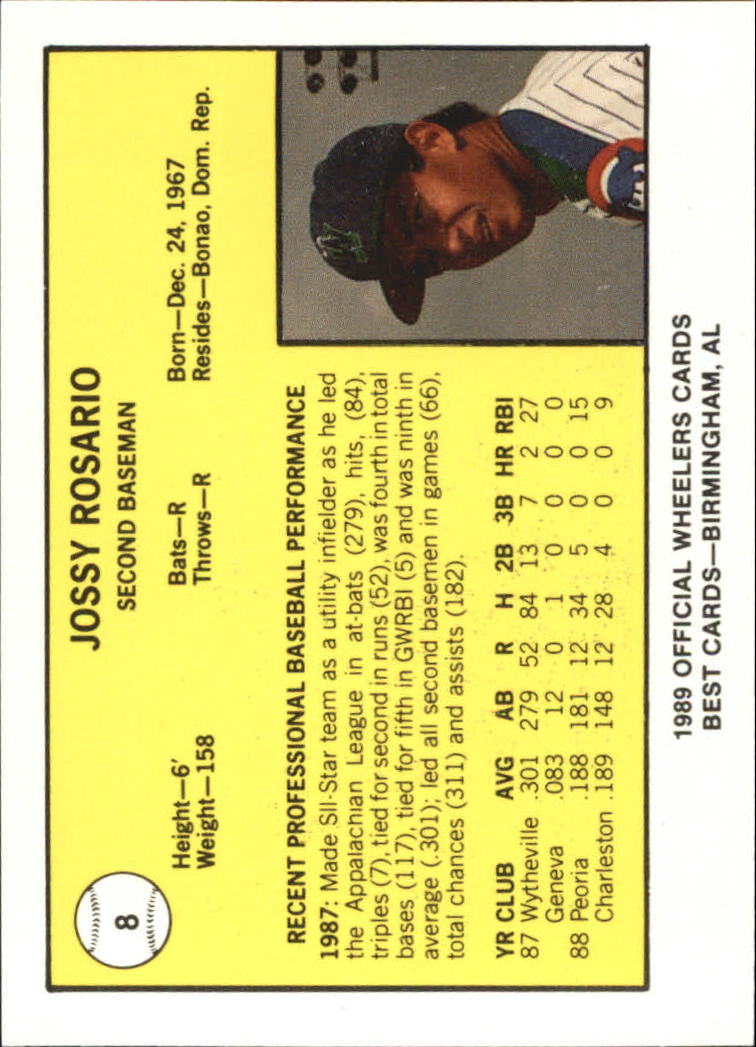 8
JOSSY ROSARIO
SECOND BASEMAN
Height—6′ Bats—R Born—Dec. 24, 1967
Weight—158 Throws—R Resides—Bonao, Dom. Rep.
RECENT PROFESSIONAL BASEBALL PERFORMANCE
1987: Made Sll-Star team as a utility infielder as he led
the Appalachian League in at-bats (279), hits, (84),
triples (7), tied for second in runs (52), was fourth in total
bases (117), tied for fifth in GWRBI (5) and was ninth in
average (.301); led all second basemen in games (66),
total chances (311) and assists (182).
YR CLUB AVG AB R H 2B 3B HR RBI
87 Wytheville .301 279 52 84 13 7 2 27
Geneva .083 12 0 1 0 0 0 0
88 Peoria .188 181 12 34 5 0 0 15
Charleston .189 148 12 28 4 0 0 9
1989 OFFICIAL WHEELERS CARDS
BEST CARDS—BIRMINGHAM, AL